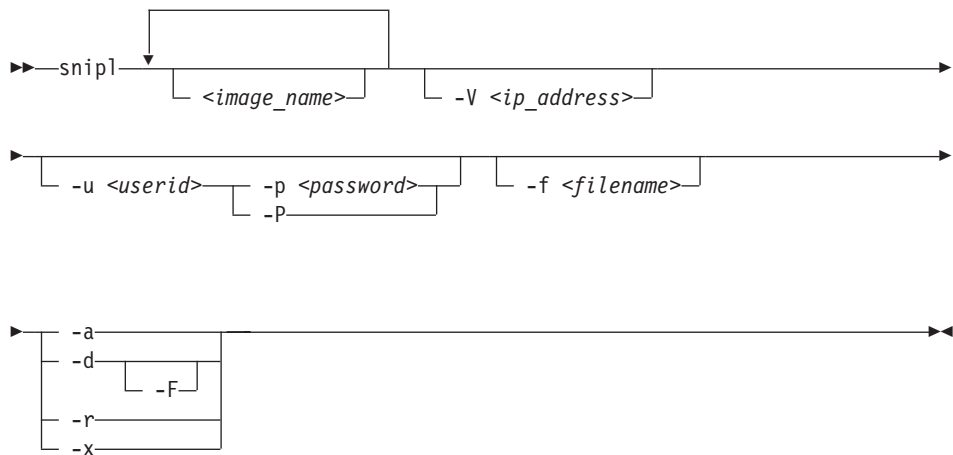 snipl
<image_name> -V <ip_address>
-u <userid> -p <password> -f <filename>
-P
-a
-d
-F
-r
-x